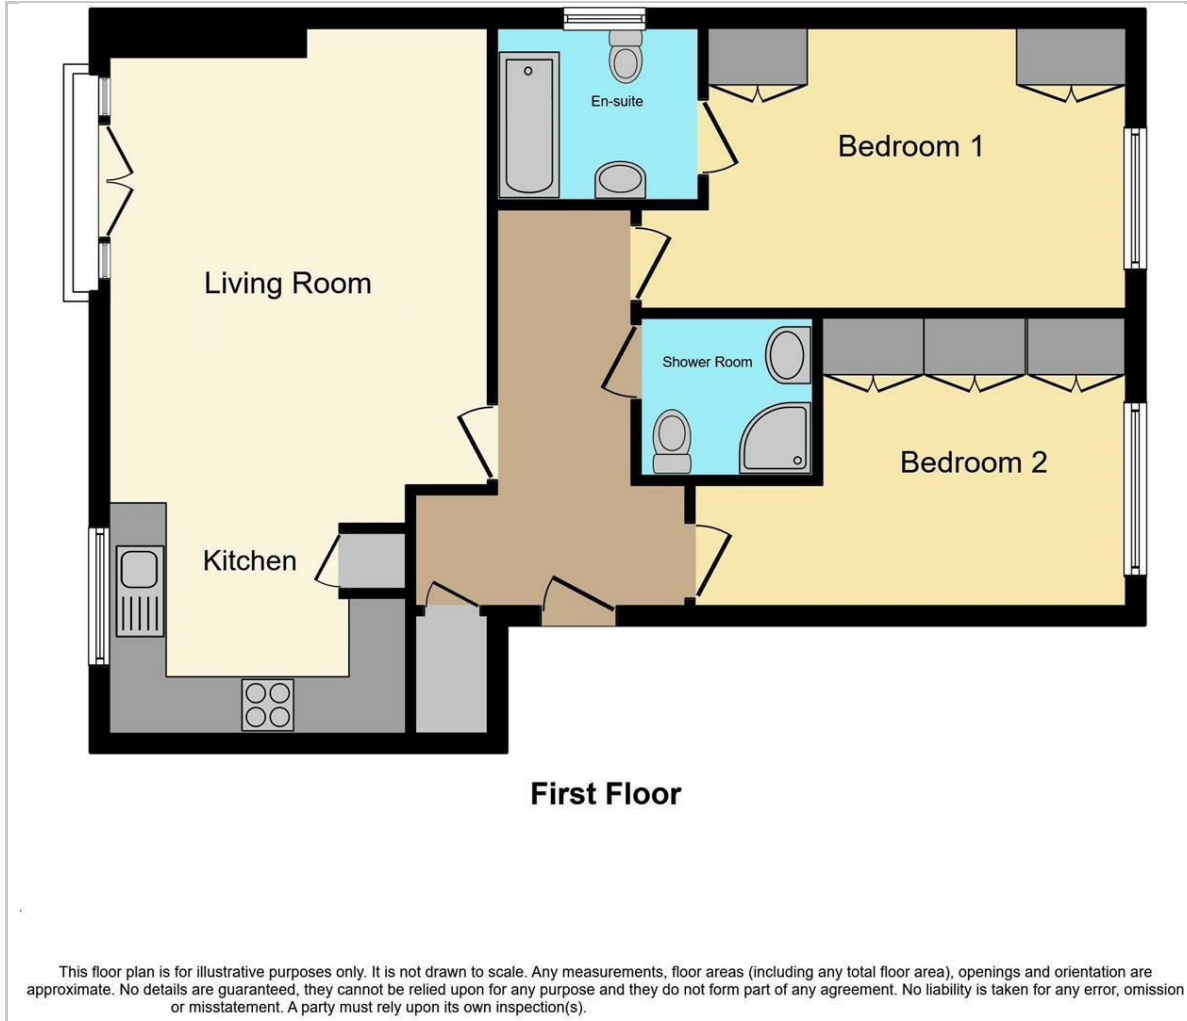 En-suite
Bedroom 1
Living Room
Shower Room
Bedroom 2
Kitchen
First Floor
This floor plan is for illustrative purposes only. It is not drawn to scale. Any measurements, floor areas (including any total floor area), openings and orientation are
approximate. No details are guaranteed, they cannot be relied upon for any purpose and they do not form part of any agreement. No liability is taken for any error, omission
or misstatement. A party must rely upon its own inspection(s).